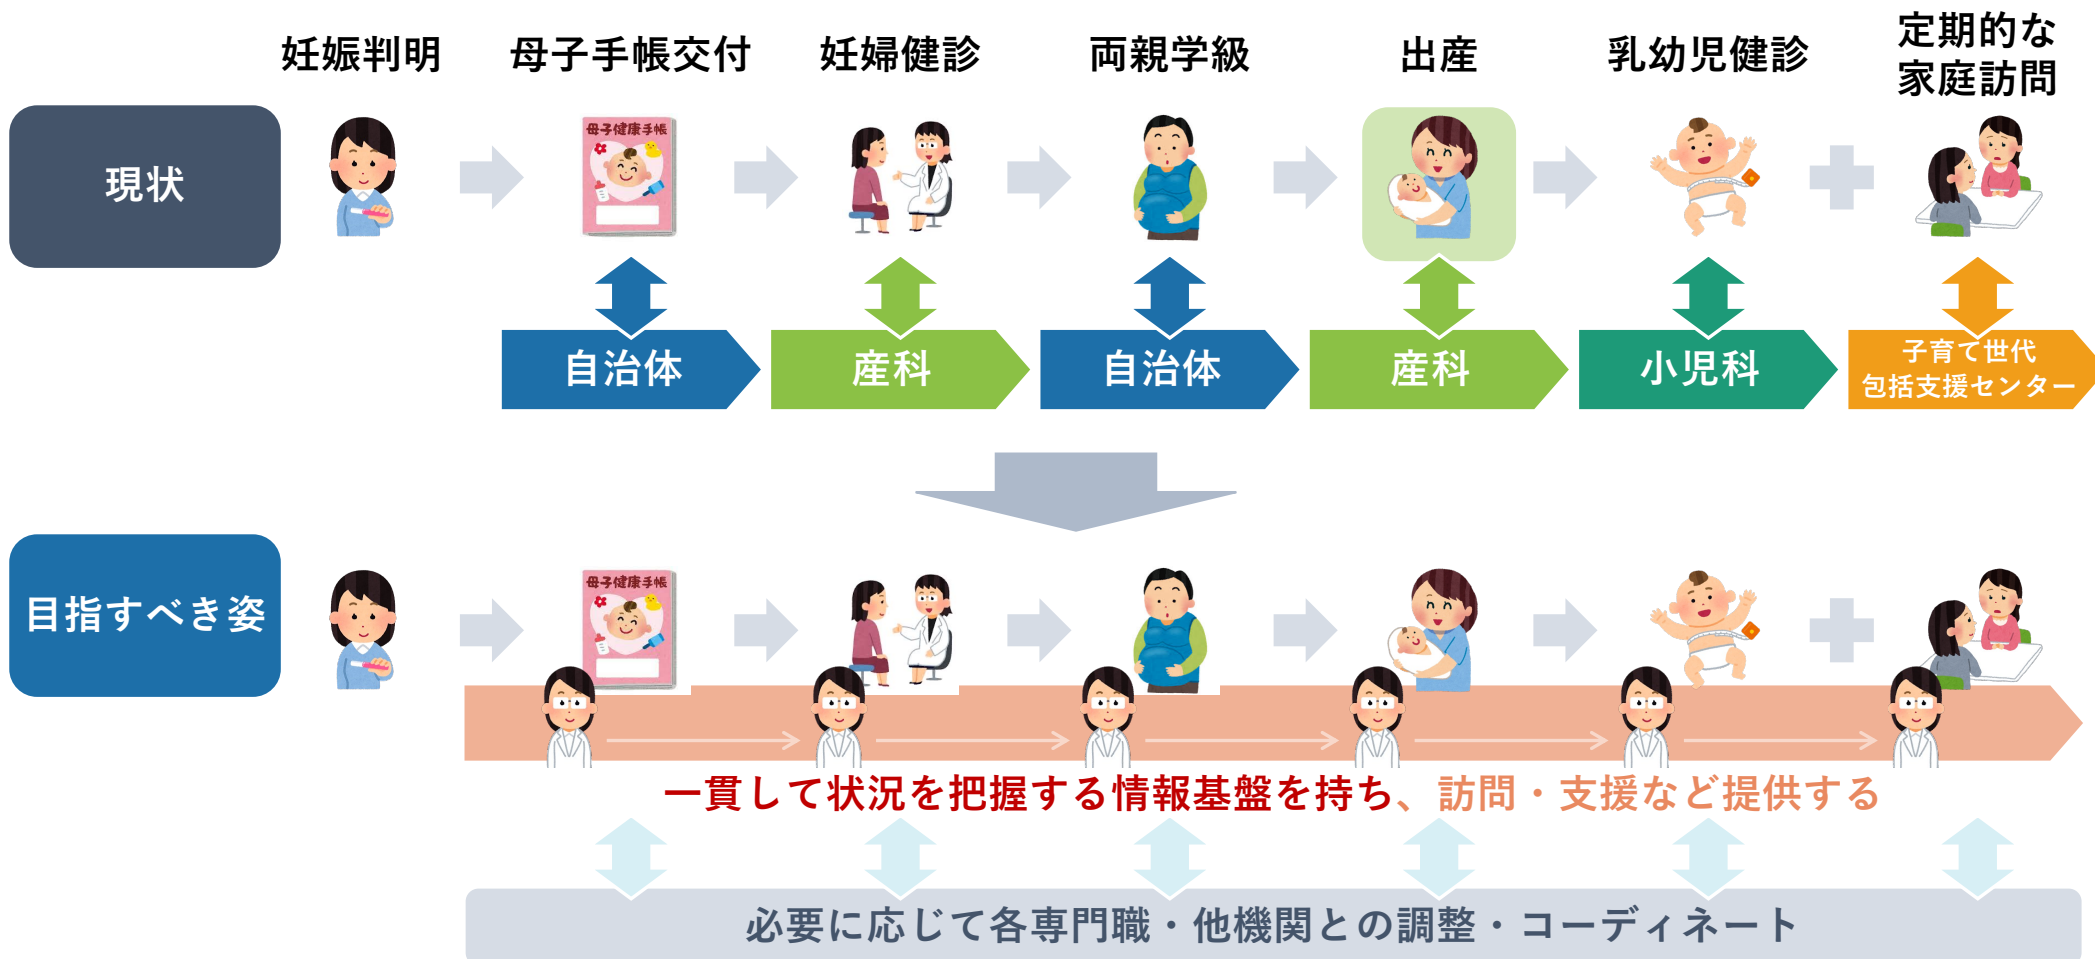 妊娠判明
母子手帳交付
妊婦健診
両親学級
出産
乳幼児健診
定期的な
家庭訪問
現状
母子健康手帳
自治体
産科
自治体
産科
小児科
子育て世代
包括支援センター
目指すべき姿
母子健康手帳
一貫して状況を把握する情報基盤を持ち、訪問・支援など提供する
必要に応じて各専門職・他機関との調整・コーディネート